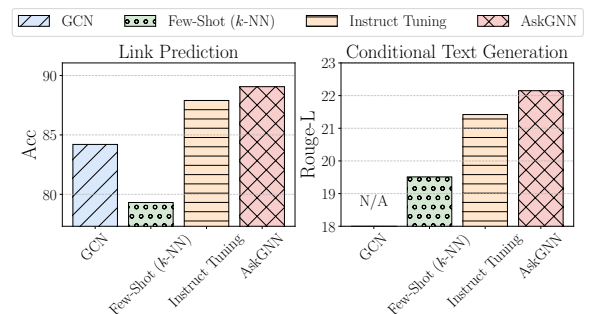 GCN Few-Shot (k-NN) Instruct Tuning AskGNN
Link Prediction
Acc
90
85
80
GCN
Few-Shot (k-NN)
Instruct Tuning
AskGNN
Conditional Text Generation
Rouge-L
23
22
21
20
19
18
N/A
GCN
Few-Shot (k-NN)
Instruct Tuning
AskGNN